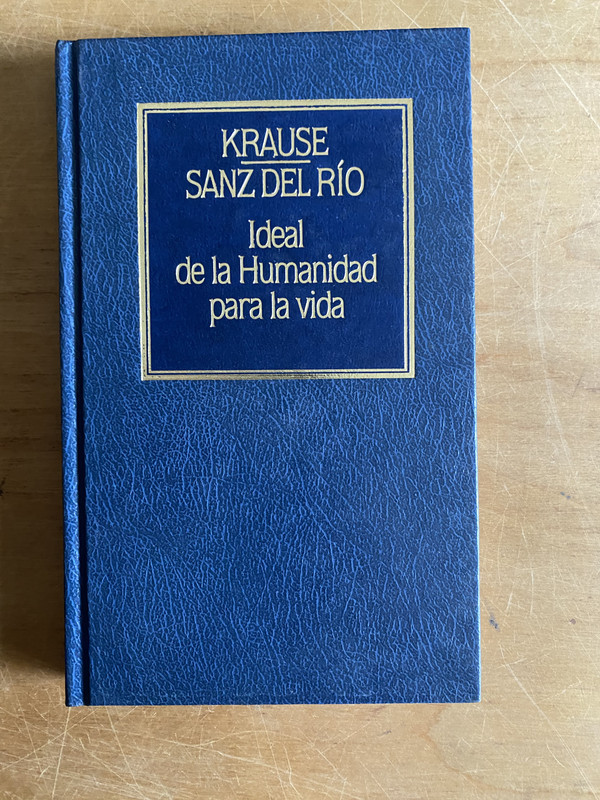 KRAUSE
SANZ DEL RÍO
Ideal
de la Humanidad
para la vida